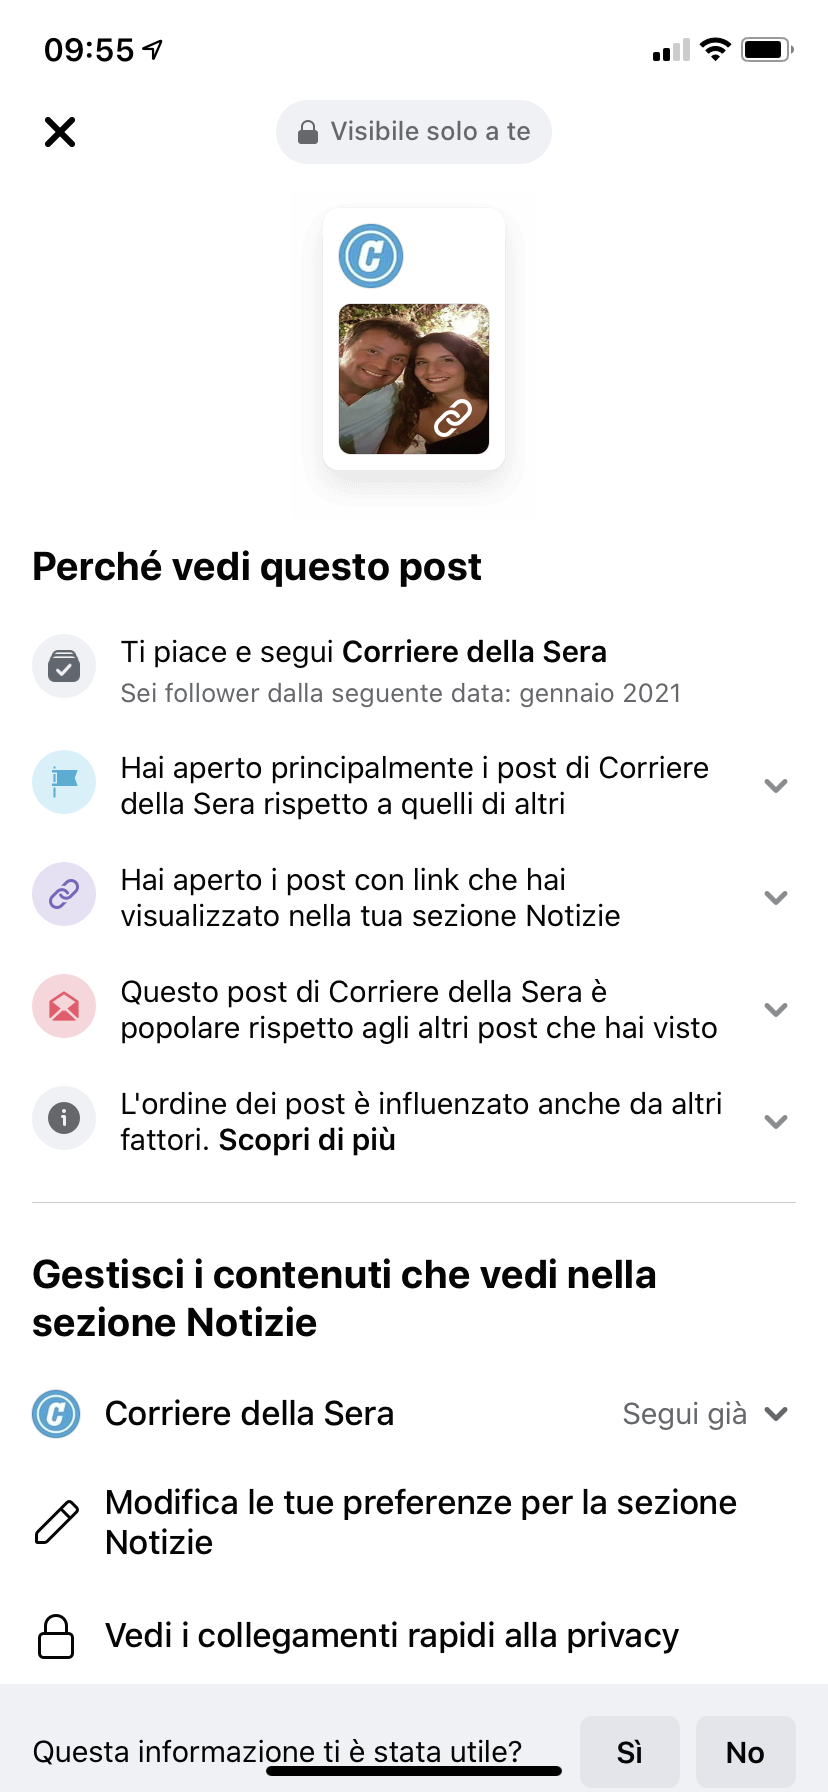 09:55
Visibile solo a te
C
Perché vedi questo post
Ti piace e segui Corriere della Sera
Sei follower dalla seguente data: gennaio 2021
Hai aperto principalmente i post di Corriere
della Sera rispetto a quelli di altri
Hai aperto i post con link che hai
visualizzato nella tua sezione Notizie
Questo post di Corriere della Sera è
popolare rispetto agli altri post che hai visto
L'ordine dei post è influenzato anche da altri
fattori. Scopri di più
Gestisci i contenuti che vedi nella
sezione Notizie
C Corriere della Sera Segui già
Modifica le tue preferenze per la sezione
Notizie
Vedi i collegamenti rapidi alla privacy
Questa informazione ti è stata utile? Sì No